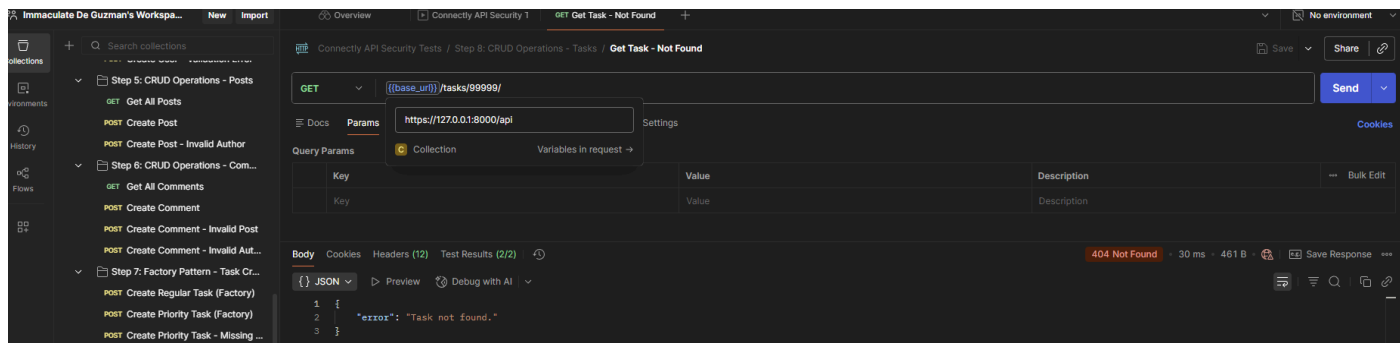 Immaculate De Guzman's Workspa... New Import Overview Connectly API Security T GET Get Task - Not Found No environment
Collections
Search collections
Connectly API Security Tests / Step 8: CRUD Operations - Tasks / Get Task - Not Found
Save Share
Step 5: CRUD Operations - Posts
GET Get All Posts
POST Create Post
POST Create Post - Invalid Author
Step 6: CRUD Operations - Com...
GET Get All Comments
POST Create Comment
POST Create Comment - Invalid Post
POST Create Comment - Invalid Aut...
Step 7: Factory Pattern - Task Cr...
POST Create Regular Task (Factory)
POST Create Priority Task (Factory)
POST Create Priority Task - Missing ...
vironments
History
Flows
GET {{base_url}}/tasks/99999/ Send
https://127.0.0.1:8000/api
C Collection Variables in request →
Docs Params Settings Cookies
Query Params
Key Value Description Bulk Edit
Key Value Description
Body Cookies Headers (12) Test Results (2/2) 404 Not Found 30 ms 461 B Save Response
{} JSON Preview Debug with AI
1 {
2 "error": "Task not found."
3 }